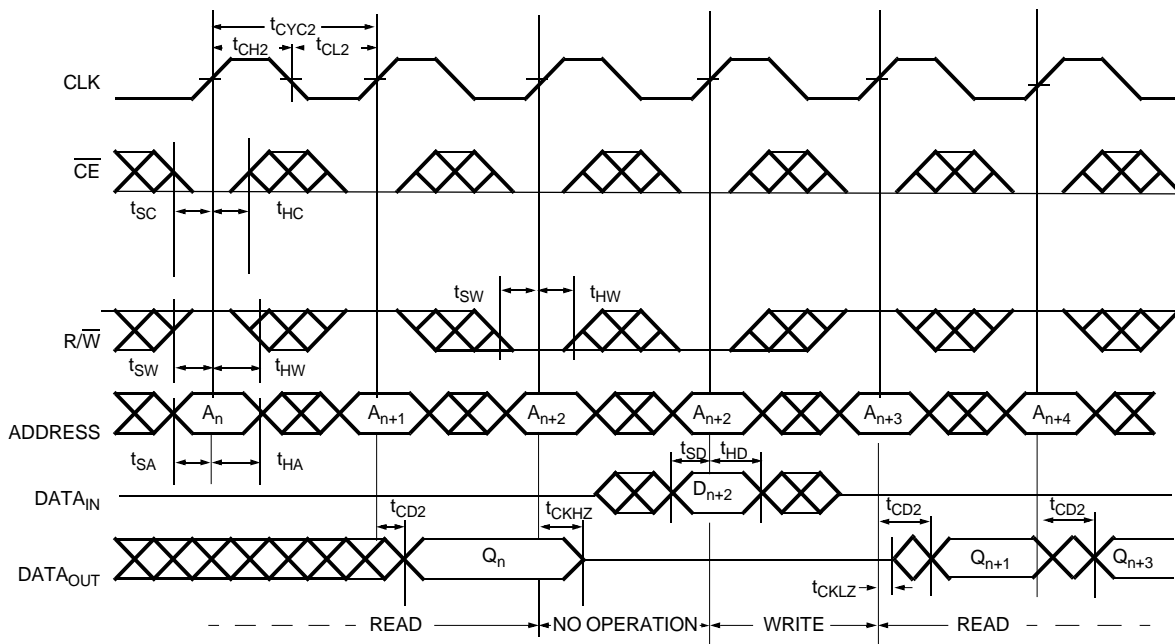 tCYC2
tCH2 tCL2
CLK
CE
tSC tHC
tSW tHW
R/W
tSW tHW
An An+1 An+2 An+2 An+3 An+4
ADDRESS
tSA tHA tSD tHD
DATAIN Dn+2
tCD2 tCKHZ tCD2 tCD2
Qn Qn+1 Qn+3
DATAOUT
tCKLZ
READ NO OPERATION WRITE READ